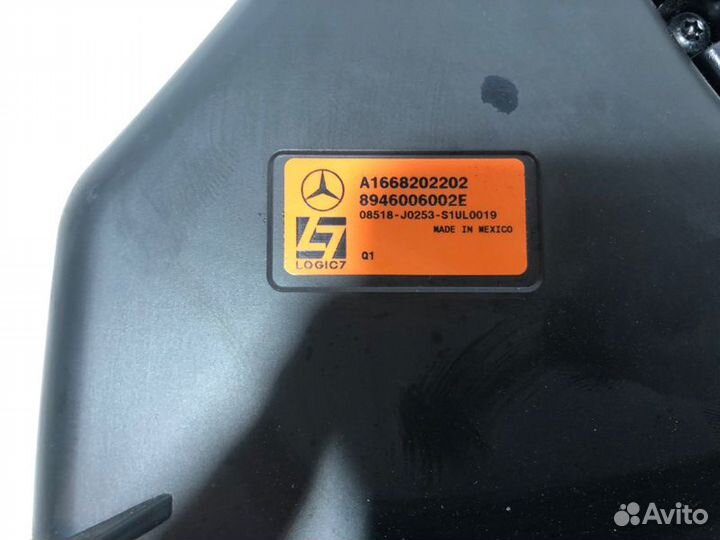 A1668202202
8946006002E
08518-J0253-S1UL0019
MADE IN MEXICO
LOGIC7
Q1
Avito